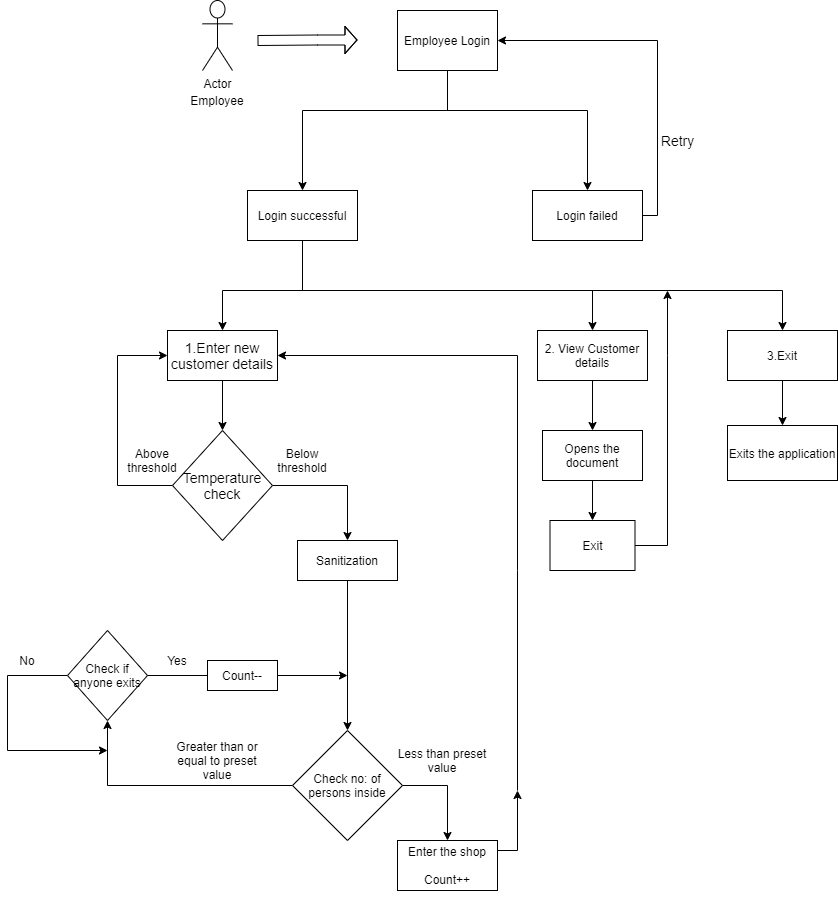 Employee Login
Actor
Employee
Retry
Login successful
Login failed
1.Enter new
customer details
2. View Customer
details
3.Exit
Above
threshold
Below
threshold
Temperature
check
Opens the
document
Exits the application
Exit
Sanitization
No
Check if
anyone exits
Yes
Count--
Greater than or
equal to preset
value
Less than preset
value
Check no: of
persons inside
Enter the shop
Count++